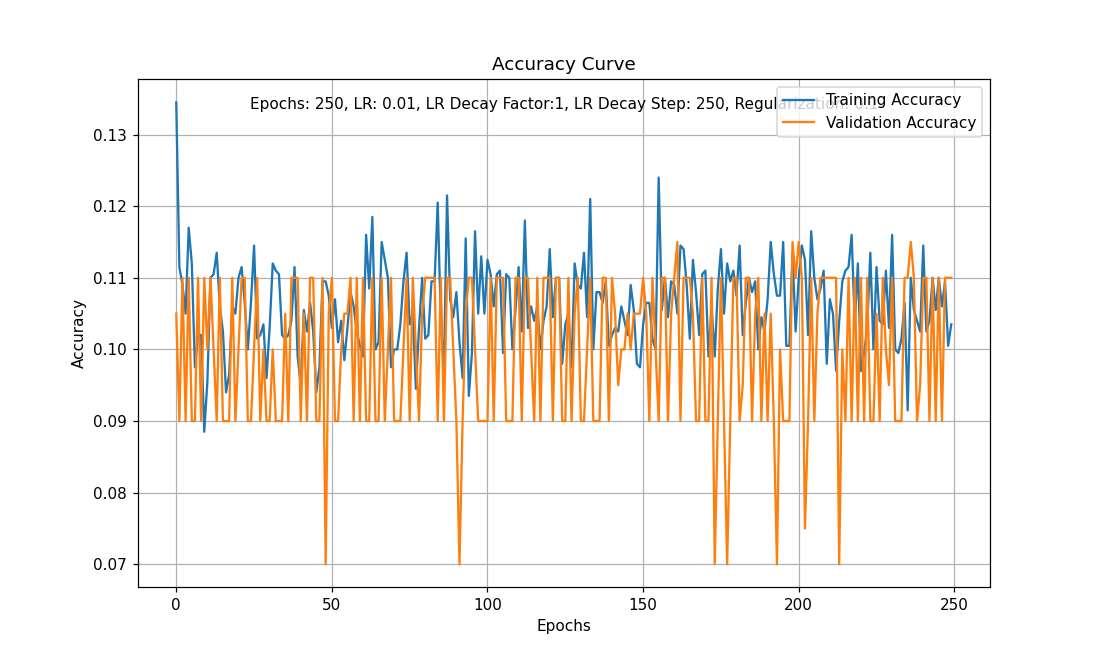 Accuracy Curve
Epochs: 250, LR: 0.01, LR Decay Factor:1, LR Decay Step: 250, Regularization: 0.1
Training Accuracy
Validation Accuracy
0.13
0.12
0.11
0.10
0.09
0.08
0.07
Accuracy
0
50
100
150
200
250
Epochs